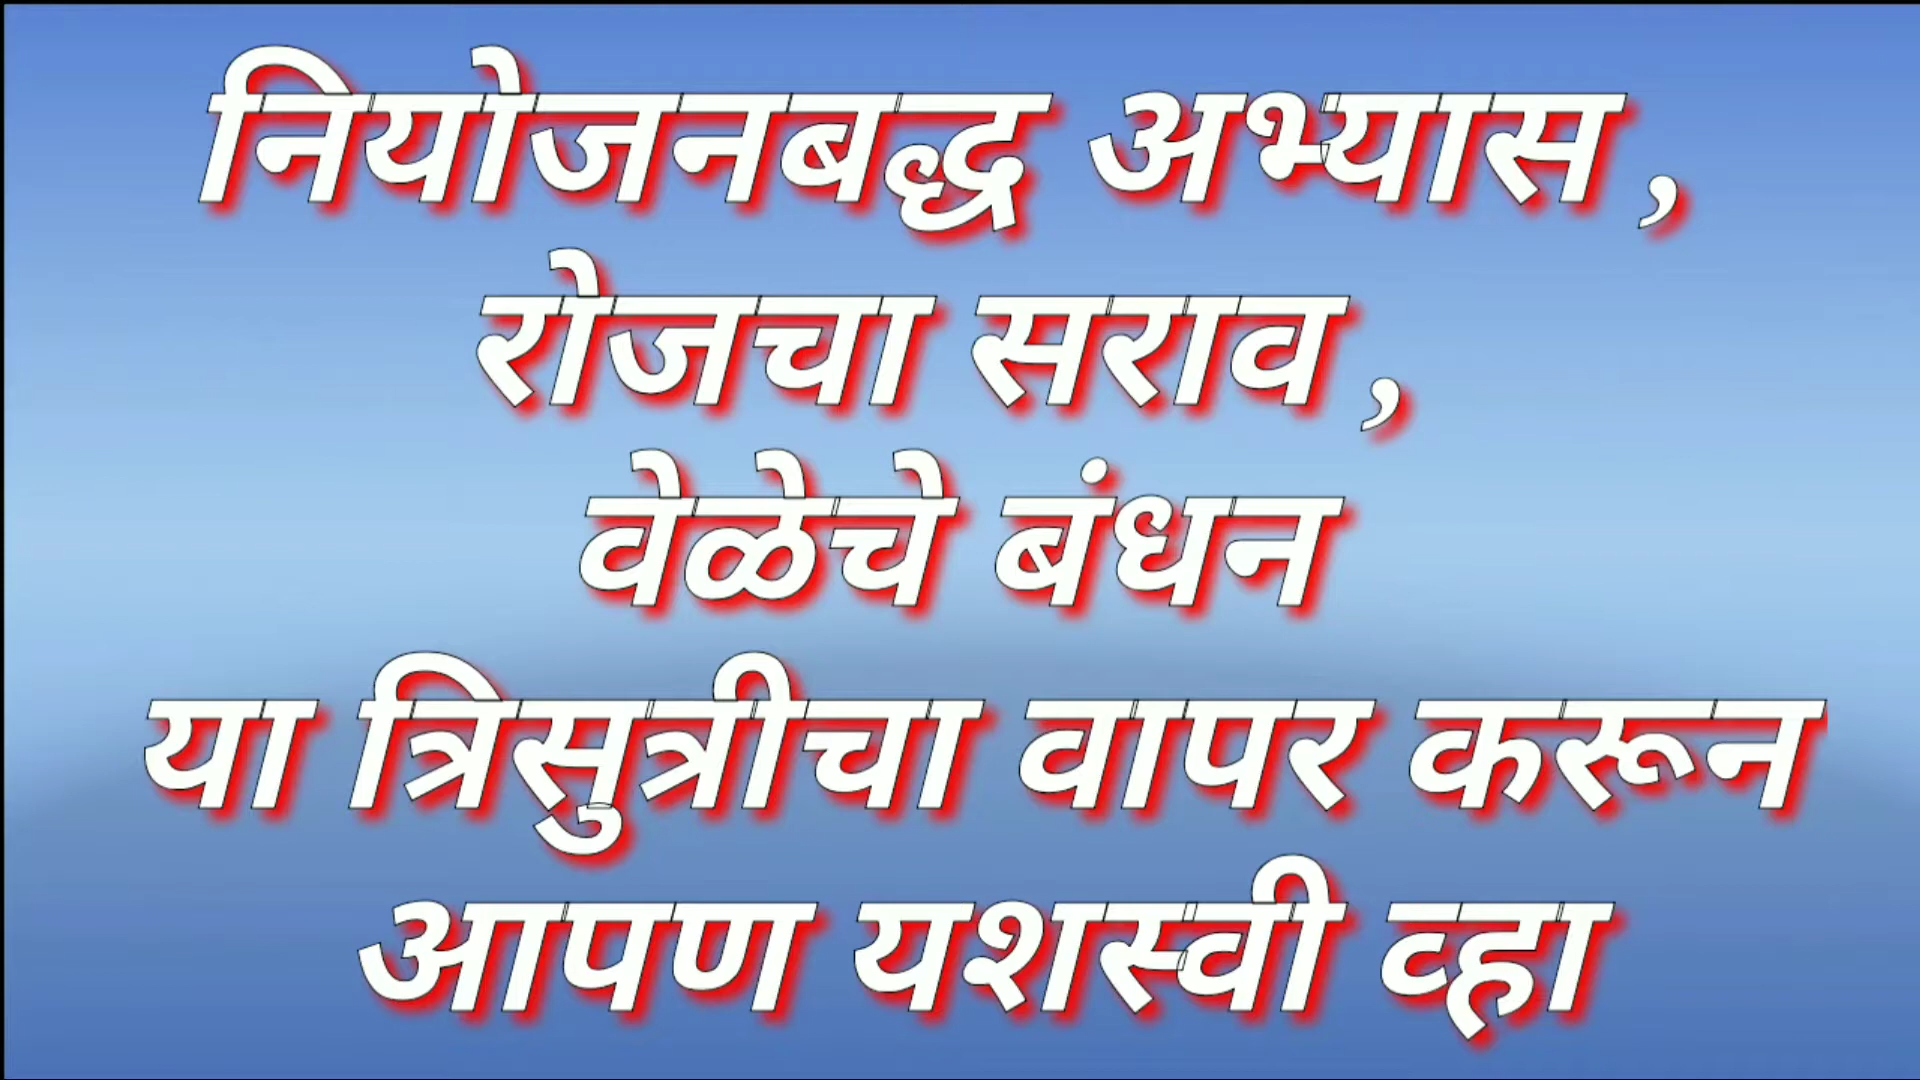 नियोजनबद्ध अभ्यास ,
रोजचा सराव ,
वेळेचे बंधन
या त्रिसुत्रीचा वापर करून
आपण यशस्वी व्हा